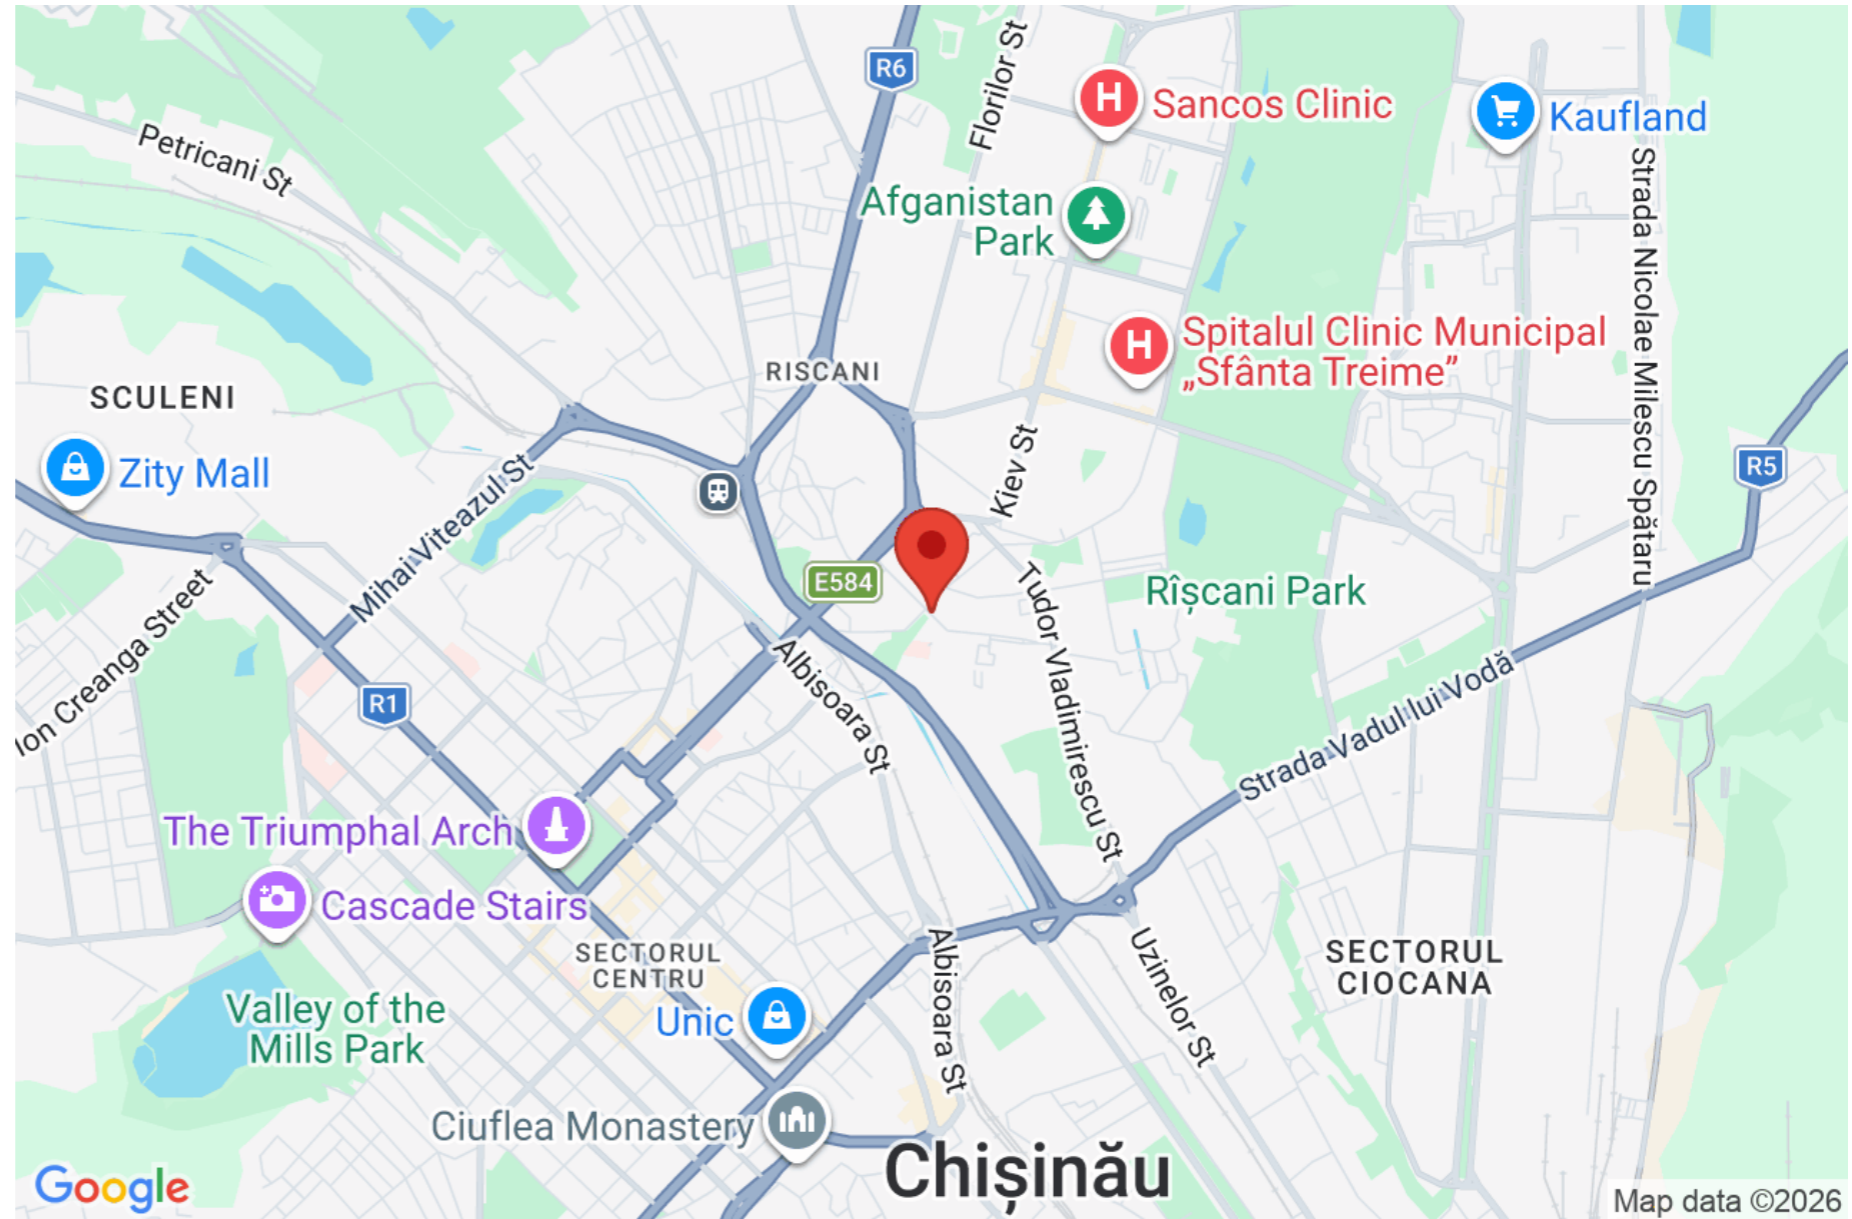 R6
Florilor St
Sancos Clinic
Kaufland
Petricani St
Afganistan
Park
Strada Nicolae Milescu Spătaru
Spitalul Clinic Municipal
„Sfânta Treime”
RISCANI
SCULENI
Zity Mall
Mihai Viteazul St
Kiev St
R5
E584
Tudor Vladimirescu St
Rîșcani Park
Ion Creanga Street
R1
Albisoara St
Strada Vadul lui Vodă
The Triumphal Arch
Cascade Stairs
SECTORUL
CENTRU
Albisoara St
Uzinelor St
SECTORUL
CIOCANA
Valley of the
Mills Park
Unic
Ciuflea Monastery
Chișinău
Google
Map data ©2026